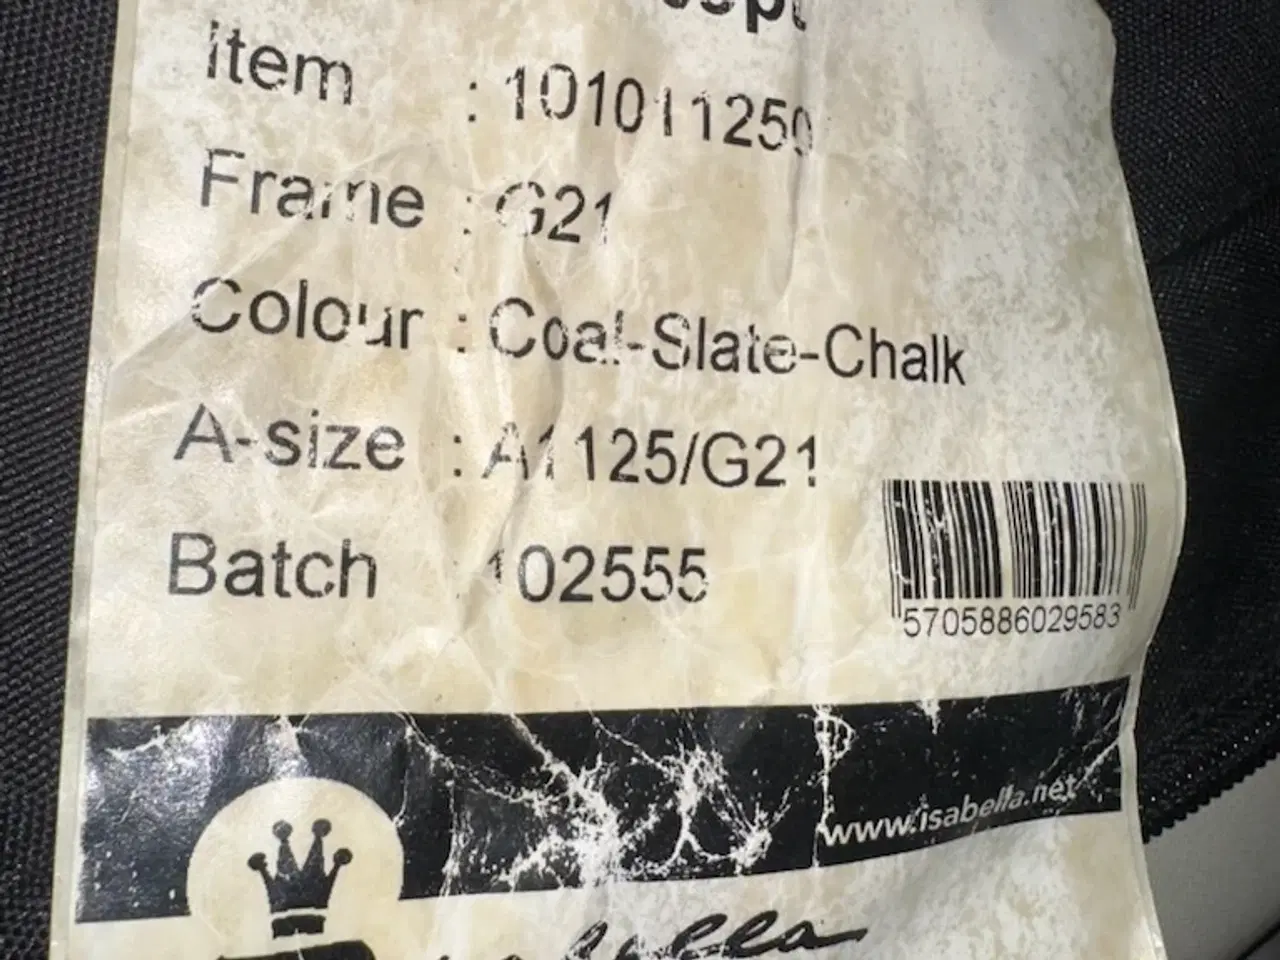 Item : 101011250
Frame : G21
Colour : Coal-Slate-Chalk
A-size : A1125/G21
Batch : 102555
5705886029583
www.isabella.net